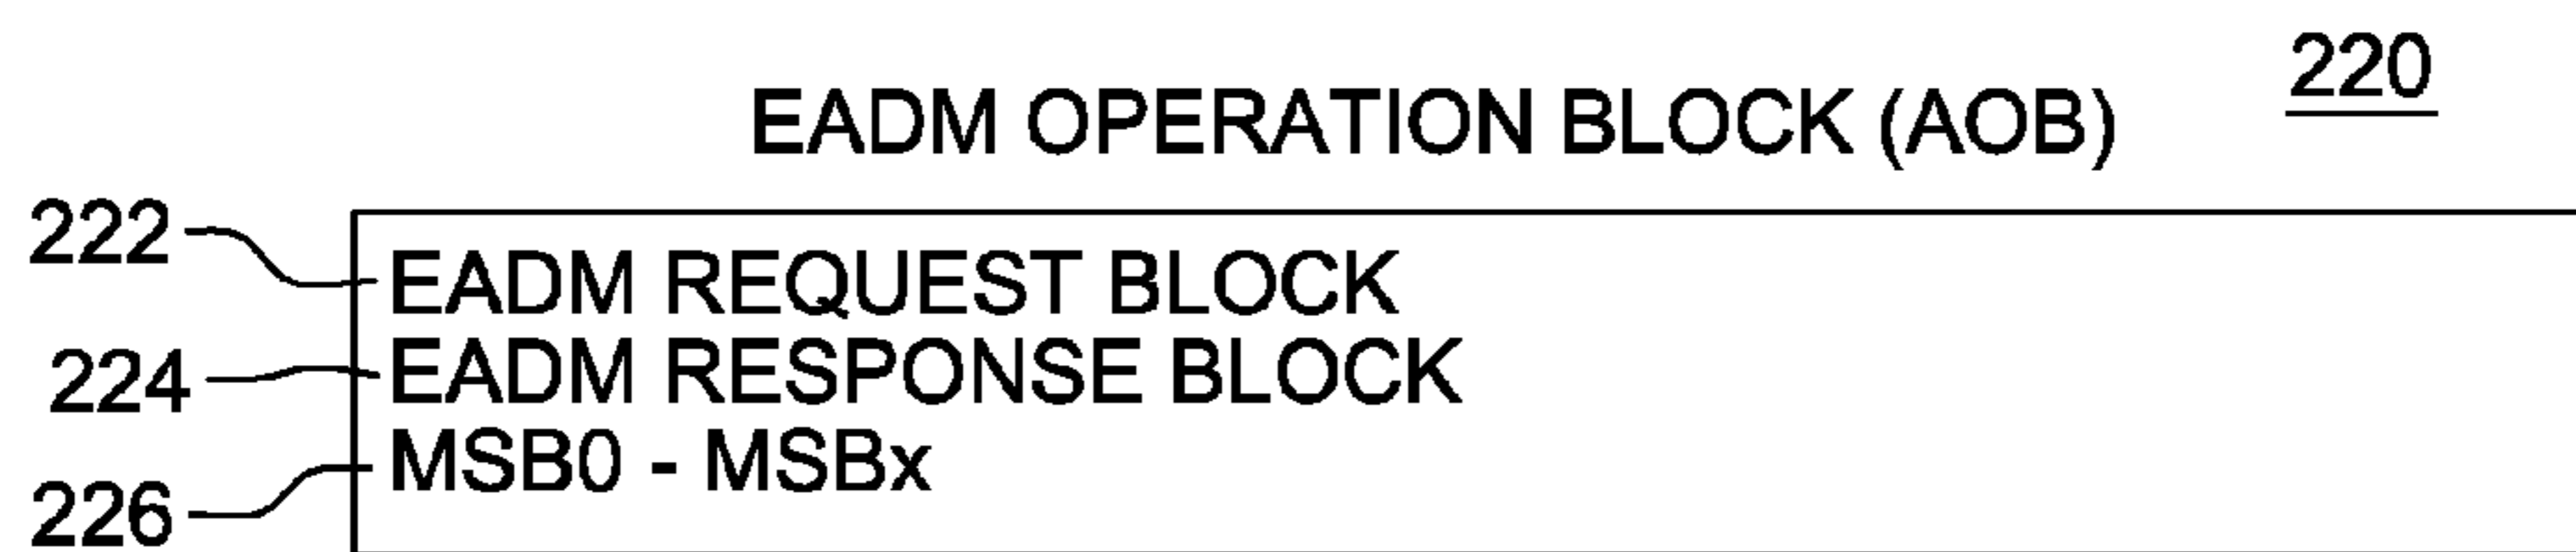 220
EADM OPERATION BLOCK (AOB)
222
EADM REQUEST BLOCK
224
EADM RESPONSE BLOCK
226
MSB0 - MSBx